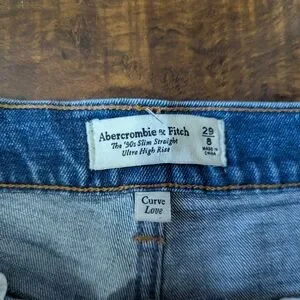 Abercrombie & Fitch
The '90s Slim Straight
Ultra High Rise
29
8
MADE IN
CHINA
Curve
Love